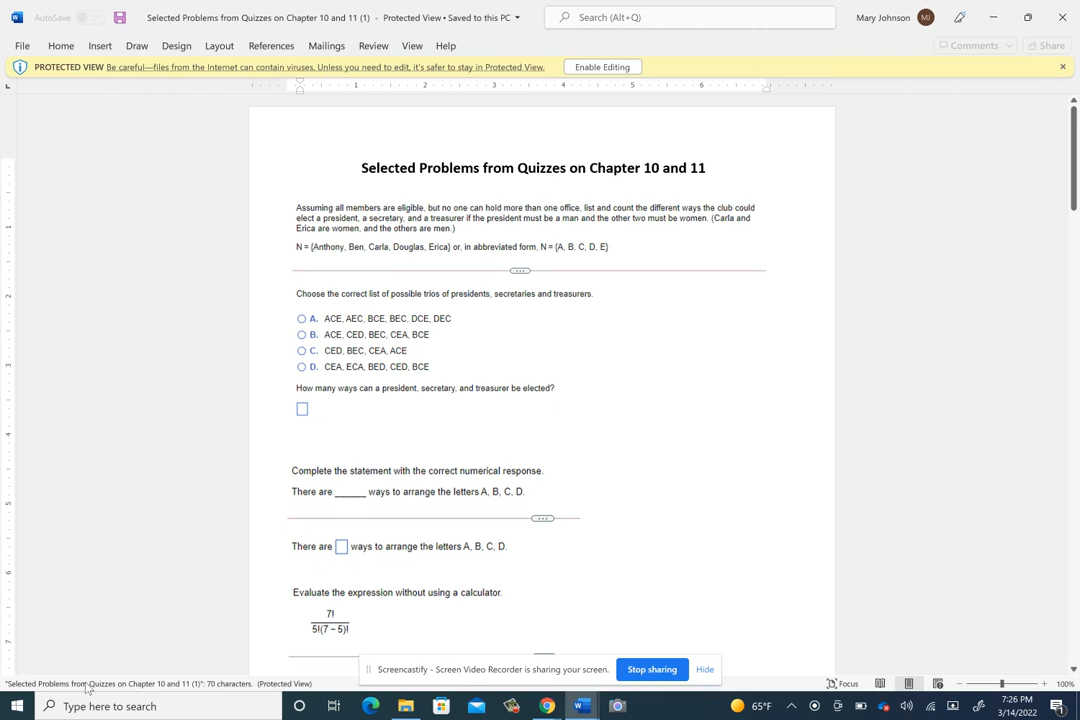 AutoSave Off Selected Problems from Quizzes on Chapter 10 and 11 (1) - Protected View • Saved to this PC Search (Alt+Q) Mary Johnson MJ
File Home Insert Draw Design Layout References Mailings Review View Help Comments Share
PROTECTED VIEW Be careful—files from the Internet can contain viruses. Unless you need to edit, it's safer to stay in Protected View. Enable Editing
1 2 3 4 5 6
Selected Problems from Quizzes on Chapter 10 and 11
Assuming all members are eligible, but no one can hold more than one office, list and count the different ways the club could
elect a president, a secretary, and a treasurer if the president must be a man and the other two must be women. (Carla and
Erica are women, and the others are men.)
N = {Anthony, Ben, Carla, Douglas, Erica} or, in abbreviated form, N = {A, B, C, D, E}
Choose the correct list of possible trios of presidents, secretaries and treasurers.
A. ACE, AEC, BCE, BEC, DCE, DEC
B. ACE, CED, BEC, CEA, BCE
C. CED, BEC, CEA, ACE
D. CEA, ECA, BED, CED, BCE
How many ways can a president, secretary, and treasurer be elected?
Complete the statement with the correct numerical response.
There are ______ ways to arrange the letters A, B, C, D.
There are ways to arrange the letters A, B, C, D.
Evaluate the expression without using a calculator.
7!
5!(7 – 5)!
Screencastify - Screen Video Recorder is sharing your screen. Stop sharing Hide
"Selected Problems from Quizzes on Chapter 10 and 11 (1)": 70 characters. (Protected View) Focus 100%
Type here to search 65°F 7:26 PM
3/14/2022 1